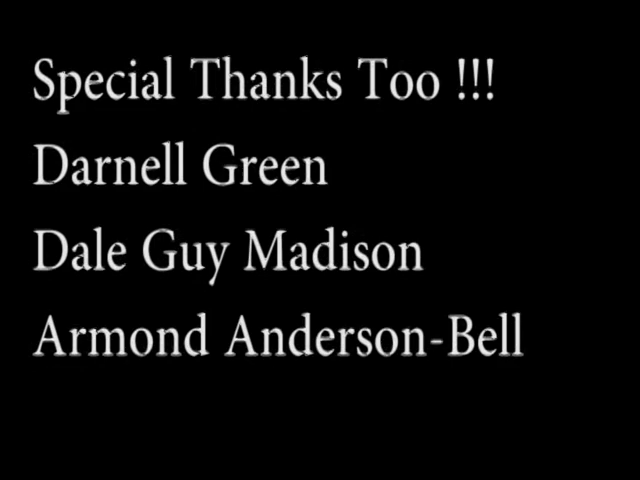 Special Thanks Too !!!
Darnell Green
Dale Guy Madison
Armond Anderson-Bell